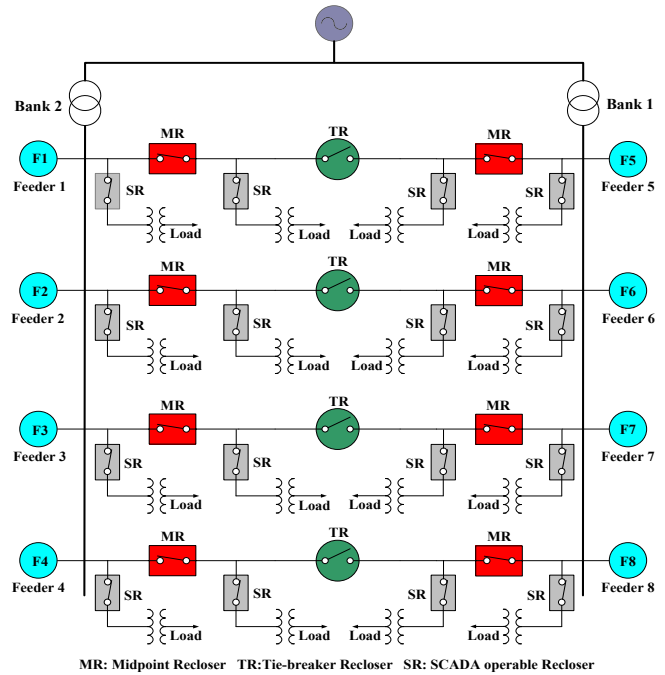 Bank 2
Bank 1
TR
MR
MR
F1
F5
Feeder 1
Feeder 5
SR
SR
SR
SR
Load
Load
Load
Load
TR
MR
MR
F2
F6
Feeder 2
Feeder 6
SR
SR
SR
SR
Load
Load
Load
Load
TR
MR
MR
F3
F7
Feeder 3
Feeder 7
SR
SR
SR
SR
Load
Load
Load
Load
TR
MR
MR
F4
F8
Feeder 4
Feeder 8
SR
SR
SR
SR
Load
Load
Load
Load
MR: Midpoint Recloser TR:Tie-breaker Recloser SR: SCADA operable Recloser